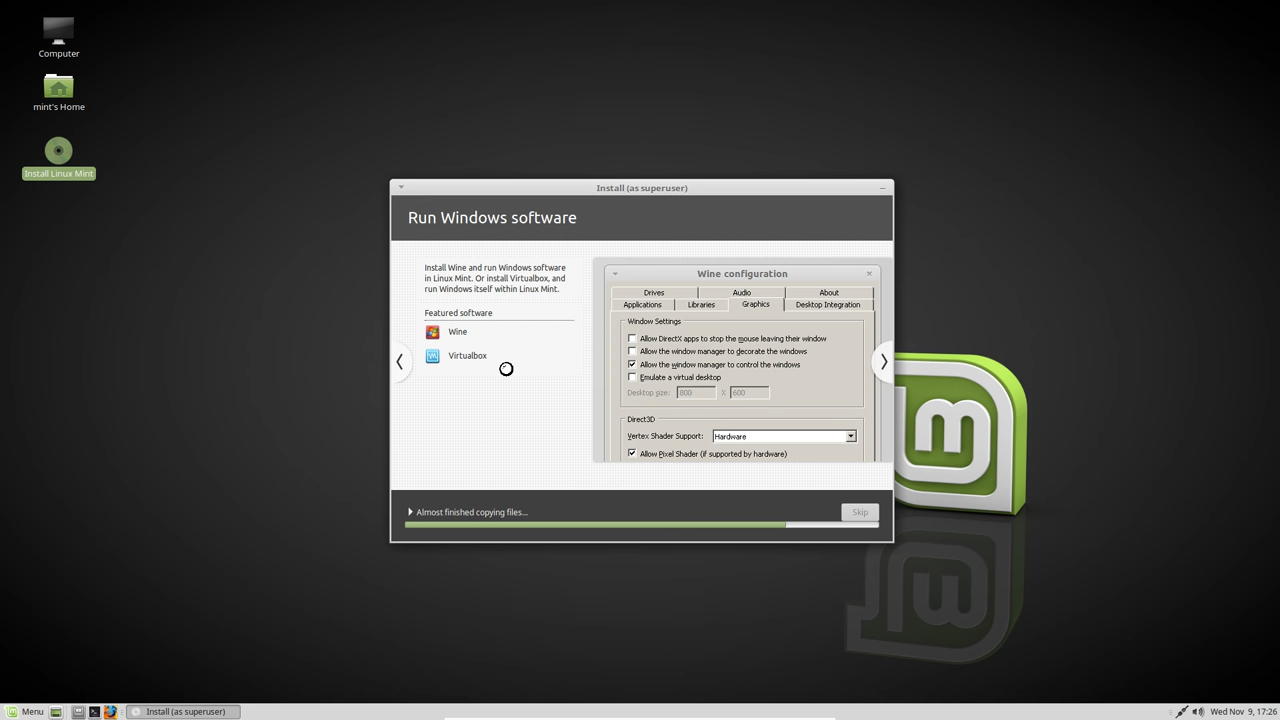 Computer
mint's Home
Install Linux Mint
Install (as superuser)
Run Windows software
Install Wine and run Windows software
in Linux Mint. Or install Virtualbox, and
run Windows itself within Linux Mint.
Featured software
Wine
Virtualbox
Wine configuration
Drives Audio About
Applications Libraries Graphics Desktop Integration
Window Settings
Allow DirectX apps to stop the mouse leaving their window
Allow the window manager to decorate the windows
Allow the window manager to control the windows
Emulate a virtual desktop
Desktop size: 800 X 600
Direct3D
Vertex Shader Support: Hardware
Allow Pixel Shader (if supported by hardware)
Almost finished copying files...
Skip
Menu
Install (as superuser)
Wed Nov 9, 17:26